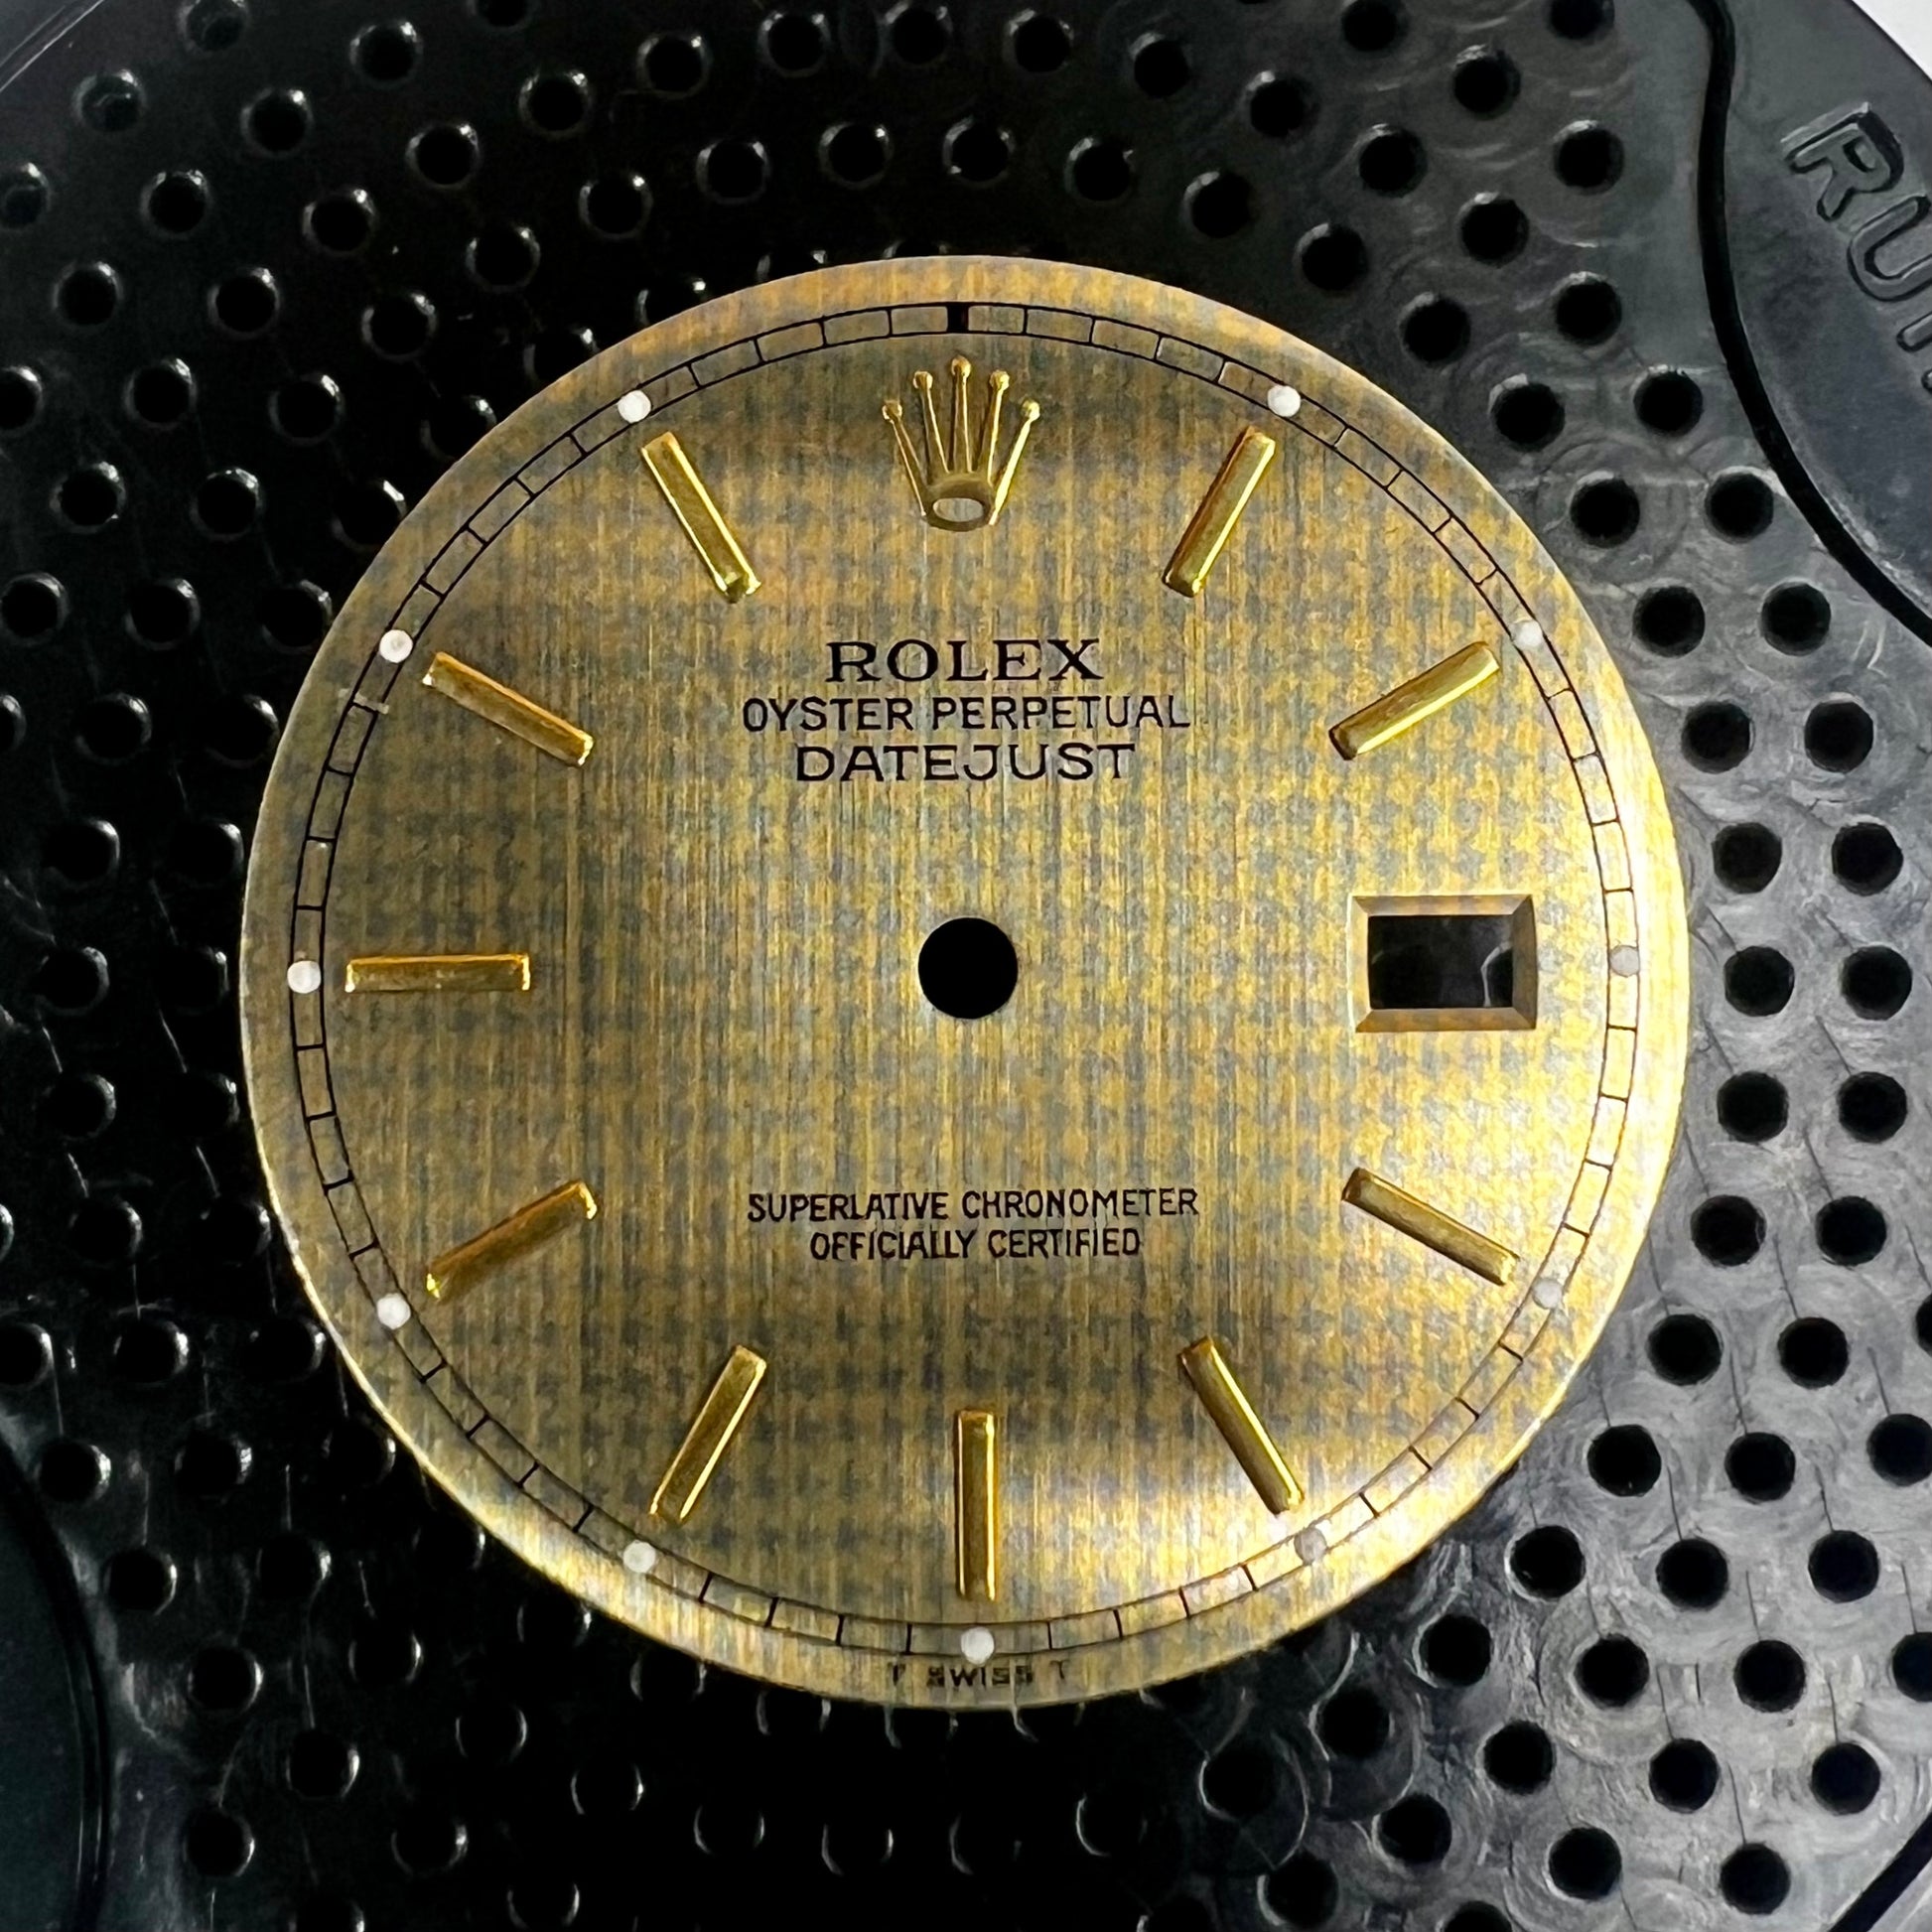 ROLEX
OYSTER PERPETUAL
DATEJUST
SUPERLATIVE CHRONOMETER
OFFICIALLY CERTIFIED
T SWISS T